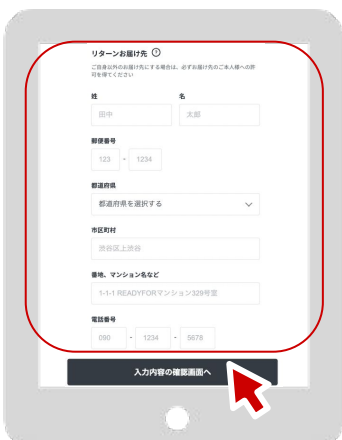 リターンお届け先 ?
ご自身以外のお届け先にする場合は、必ずお届け先のご本人様への許
可を得てください
姓 名
田中 太郎
郵便番号
123 - 1234
都道府県
都道府県を選択する
市区町村
渋谷区上渋谷
番地、マンション名など
1-1-1 READYFORマンション329号室
電話番号
090 - 1234 - 5678
入力内容の確認画面へ